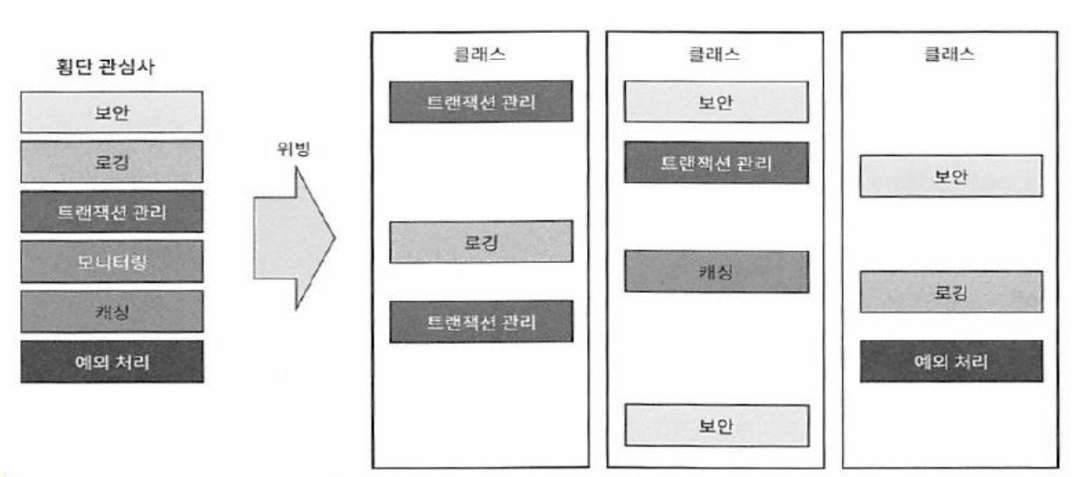 횡단 관심사
보안
로깅
트랜잭션 관리
모니터링
캐싱
예외 처리
위빙
클래스
트랜잭션 관리
로깅
트랜잭션 관리
클래스
보안
트랜잭션 관리
캐싱
보안
클래스
보안
로깅
예외 처리